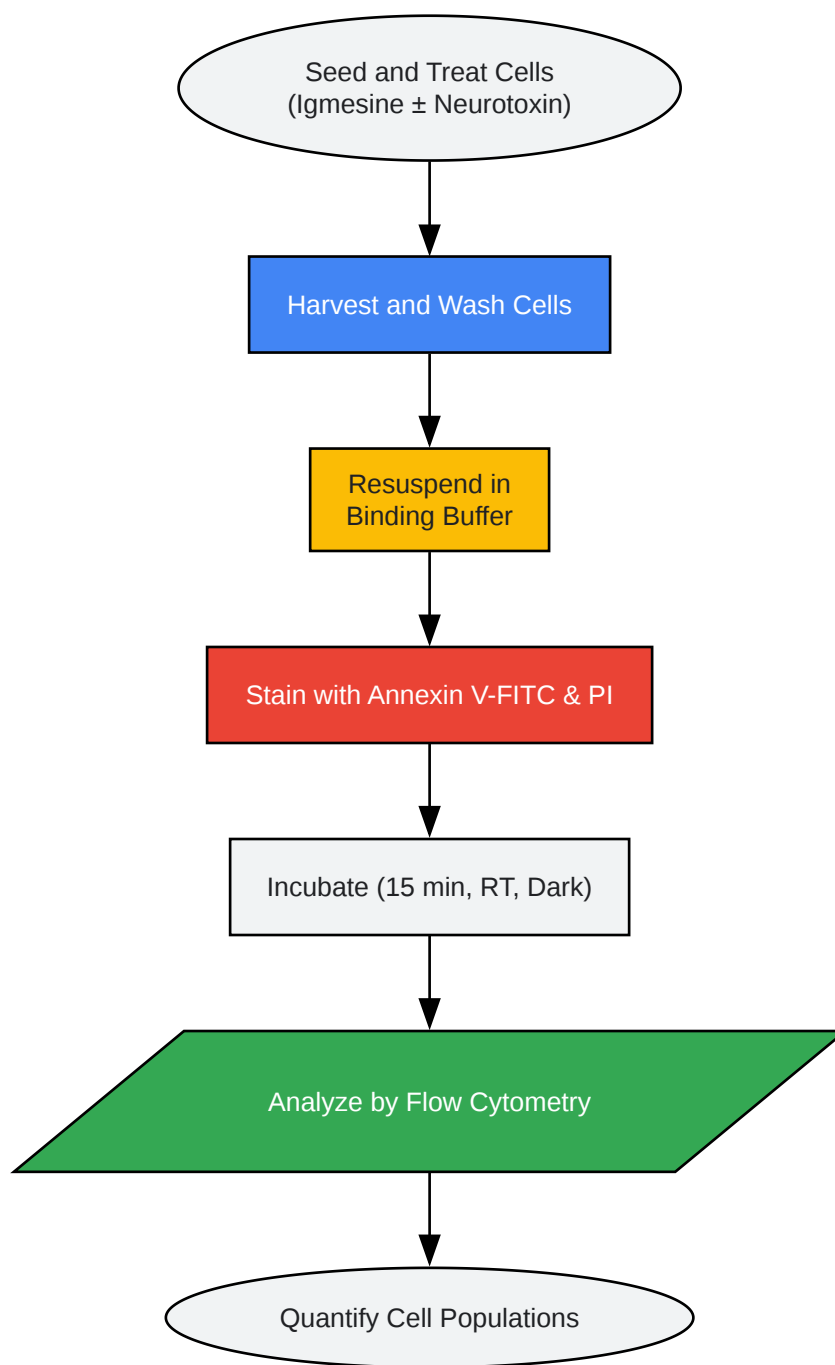 Seed and Treat Cells
(Igmesine ± Neurotoxin)
Harvest and Wash Cells
Resuspend in
Binding Buffer
Stain with Annexin V-FITC & PI
Incubate (15 min, RT, Dark)
Analyze by Flow Cytometry
Quantify Cell Populations